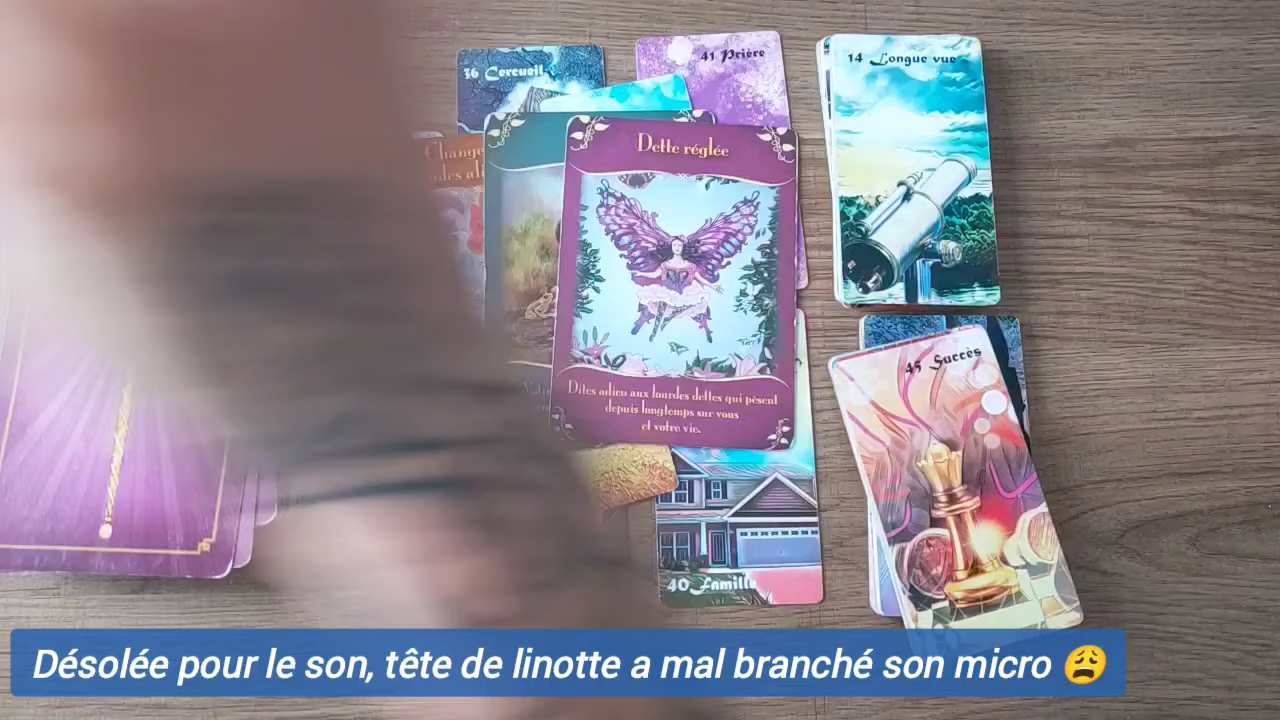 36 Cercueil
41 Prière
14 Longue vue
Change
des
Dette réglée
45 Succès
Dites adieu aux lourdes dettes qui pèsent
depuis longtemps sur vous
et votre vie.
40 Famille
Désolée pour le son, tête de linotte a mal branché son micro 😩